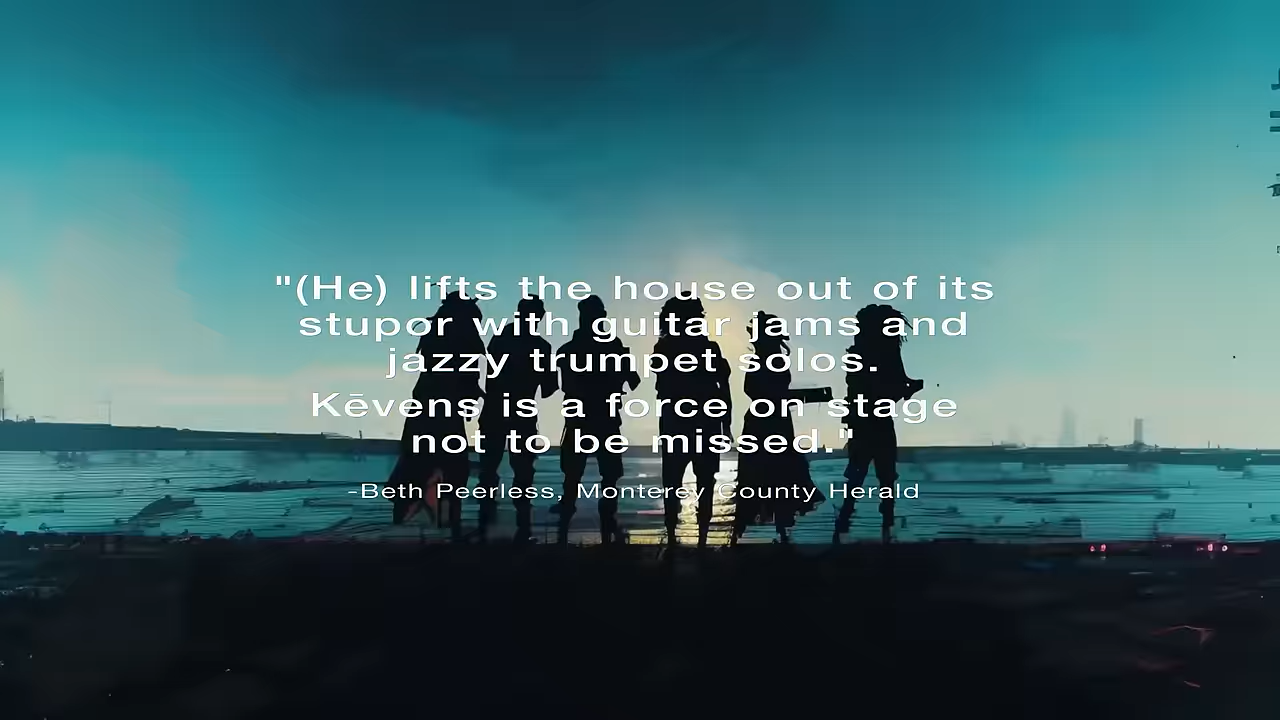 "(He) lifts the house out of its
stupor with guitar jams and
jazzy trumpet solos.
Kēvens is a force on stage
not to be missed."
-Beth Peerless, Monterey County Herald